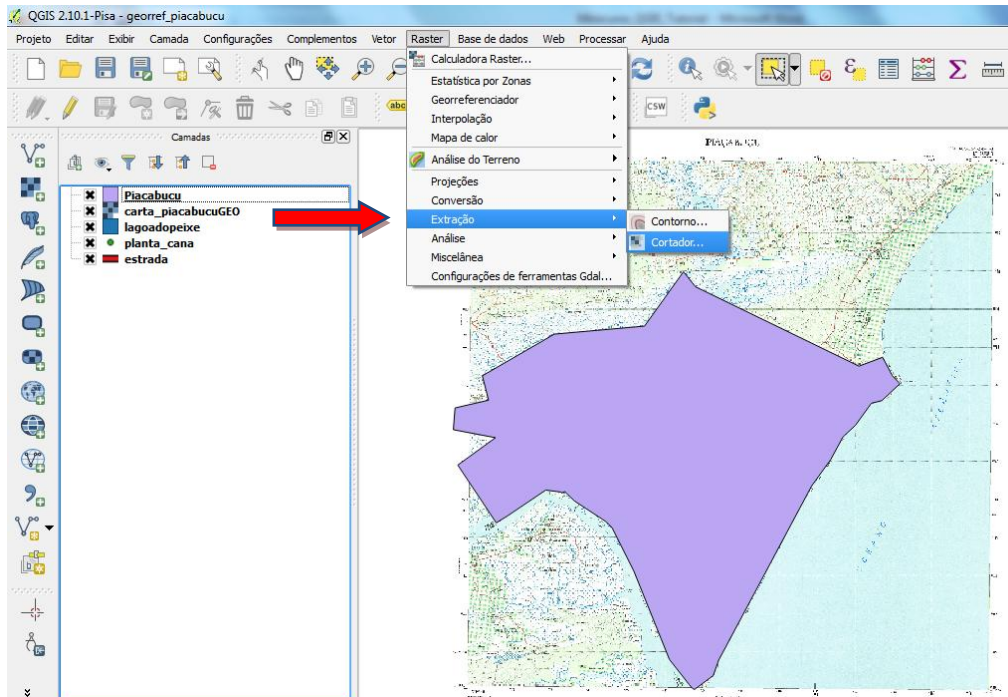 QGIS 2.10.1-Pisa - georref_piacabucu
Projeto Editar Exibir Camada Configurações Complementos Vetor Raster Base de dados Web Processar Ajuda
Calculadora Raster...
Estatística por Zonas
Georreferenciador
Interpolação
Mapa de calor
Análise do Terreno
Projeções
Conversão
Extração
Análise
Miscelânea
Configurações de ferramentas Gdal...
Contorno...
Cortador...
abc
CSW
Camadas
Piacabucu
carta_piacabucuGEO
lagoadopeixe
planta_cana
estrada